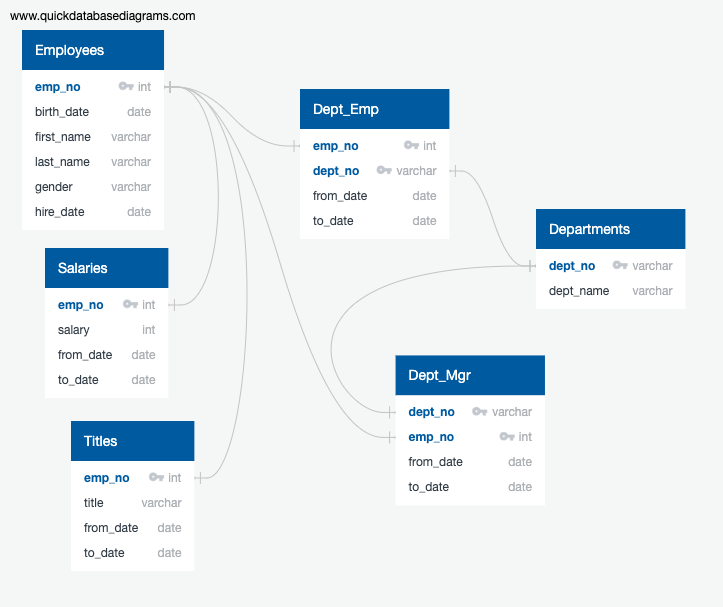 www.quickdatabasediagrams.com
Employees
emp_no int
birth_date date
first_name varchar
last_name varchar
gender varchar
hire_date date
Dept_Emp
emp_no int
dept_no varchar
from_date date
to_date date
Departments
dept_no varchar
dept_name varchar
Salaries
emp_no int
salary int
from_date date
to_date date
Dept_Mgr
dept_no varchar
emp_no int
from_date date
to_date date
Titles
emp_no int
title varchar
from_date date
to_date date